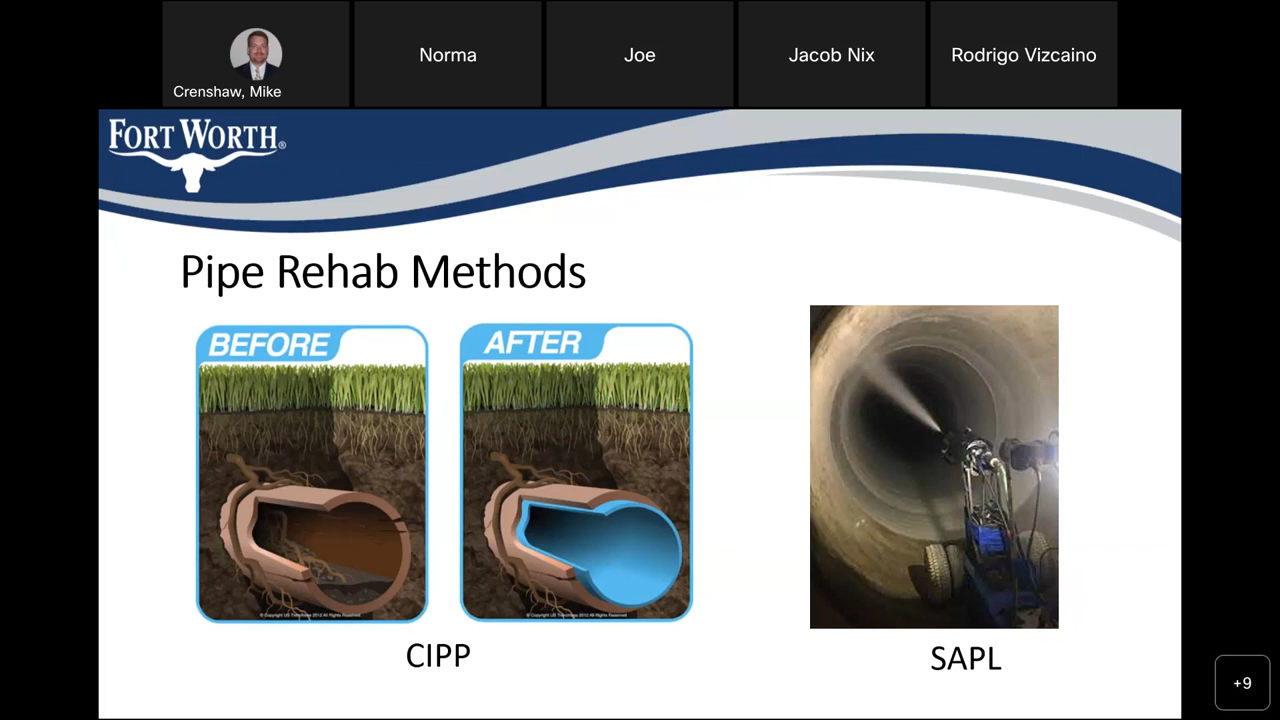 Norma
Joe
Jacob Nix
Rodrigo Vizcaino
Crenshaw, Mike
FORT WORTH®
Pipe Rehab Methods
BEFORE
AFTER
CIPP
SAPL
+9